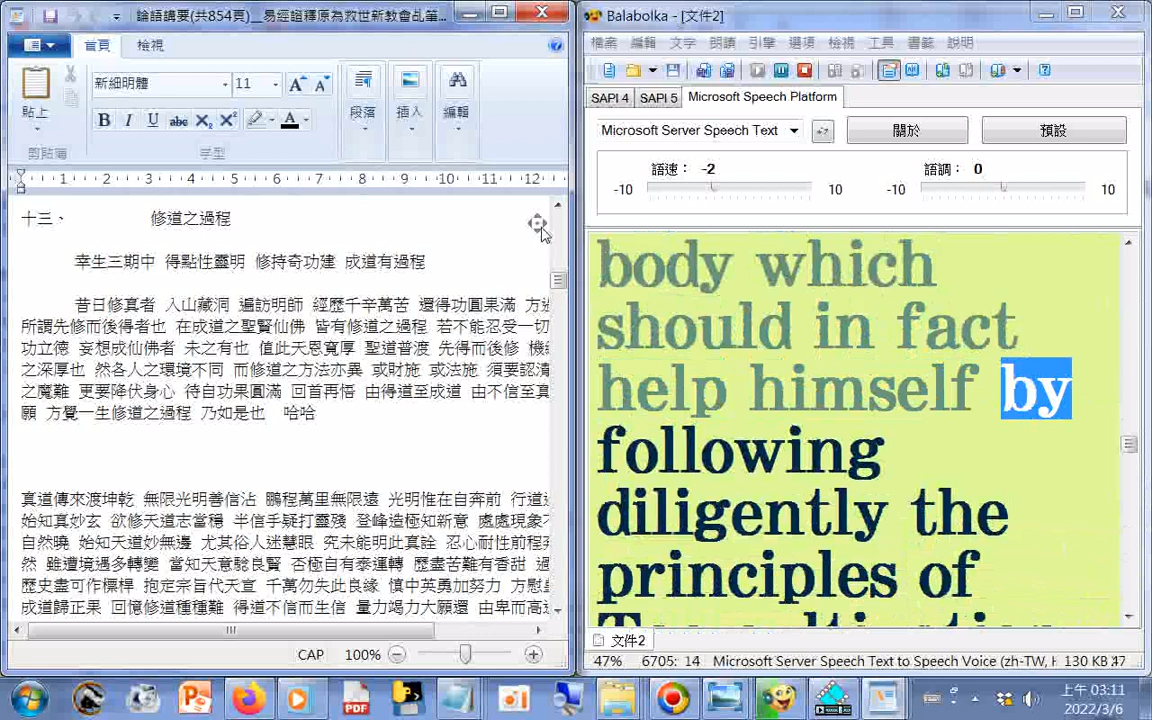 論語講要(共854頁)__易經證釋原為救世新教會乩筆...
首頁 檢視
貼上
新細明體 11
B I U abc X₂ X² A
段落
插入
編輯
剪貼簿 字型
1 2 3 4 5 6 7 8 9 10 11 12
十三、 修道之過程
幸生三期中 得點性靈明 修持奇功建 成道有過程
昔日修真者 入山藏洞 遍訪明師 經歷千辛萬苦 還得功圓果滿 方
所謂先修而後得者也 在成道之聖賢仙佛 皆有修道之過程 若不能忍受一切
功立德 妄想成仙佛者 未之有也 值此天恩寬厚 聖道普渡 先得而後修 機
之深厚也 然各人之環境不同 而修道之方法亦異 或財施 或法施 須要認清
之魔難 更要降伏身心 待自功果圓滿 回首再悟 由得道至成道 由不信至真
願 方覺一生修道之過程 乃如是也 哈哈
真道傳來渡坤乾 無限光明善信沾 鵬程萬里無限遠 光明惟在自奔前 行道
始知真妙玄 欲修天道志當穩 半信半疑打靈殘 登峰造極知新意 處處現象
自然曉 始知天道妙無邊 尤其俗人迷慧眼 究未能明此真詮 忍心耐性前程
然 雖遭境遇多轉變 當知天意驗良賢 否極自有泰運轉 歷盡苦難有香甜
歷史盡可作標桿 抱定宗旨代天宣 千萬勿失此良緣 慎中英勇加努力 方慰
成道歸正果 回憶修道種種難 得道不信而生信 量力竭力大願還 由卑而高
CAP 100%
Balabolka - [文件2]
檔案 編輯 文字 朗讀 引擎 選項 檢視 工具 書籤 說明
SAPI 4 SAPI 5 Microsoft Speech Platform
Microsoft Server Speech Text 關於 預設
語速： -2 語調： 0
-10 10 -10 10
body which
should in fact
help himself by
following
diligently the
principles of
文件2
47% 6705: 14 Microsoft Server Speech Text to Speech Voice (zh-TW, H 130 KB
上午 03:11
2022/3/6